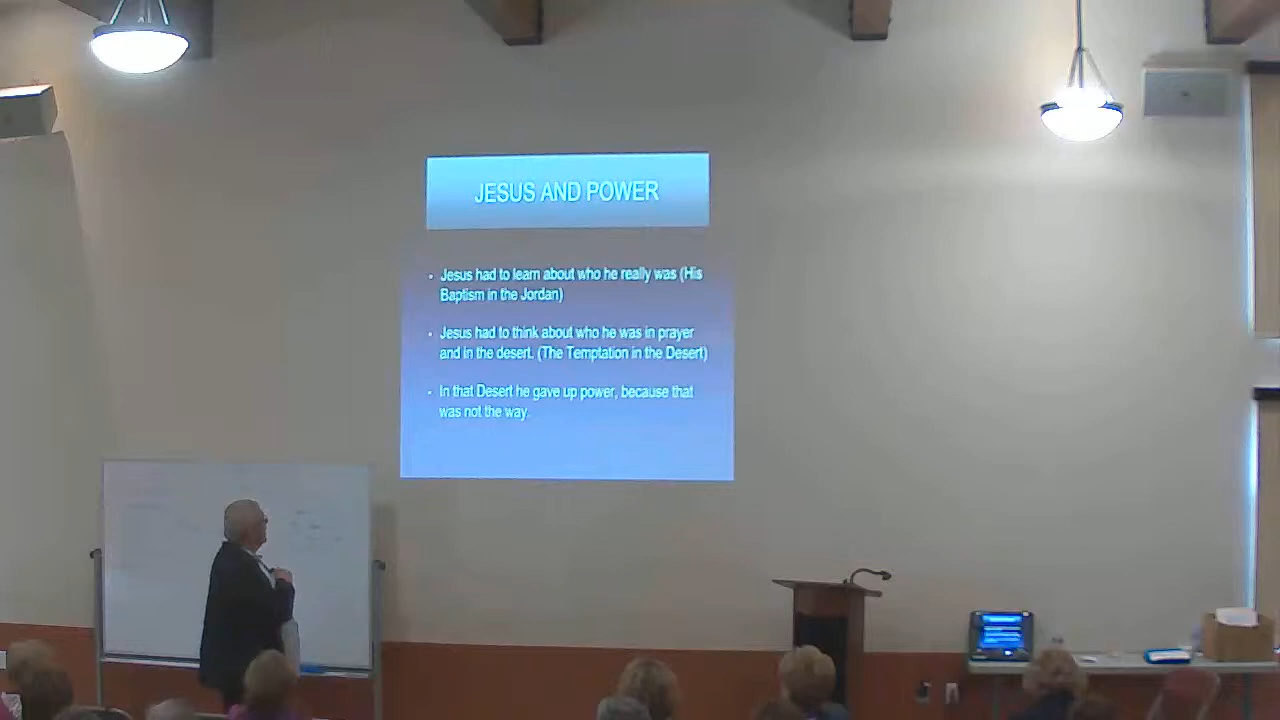 JESUS AND POWER
• Jesus had to learn about who he really was (His
Baptism in the Jordan)
• Jesus had to think about who he was in prayer
and in the desert. (The Temptation in the Desert)
• In that Desert he gave up power, because that
was not the way.